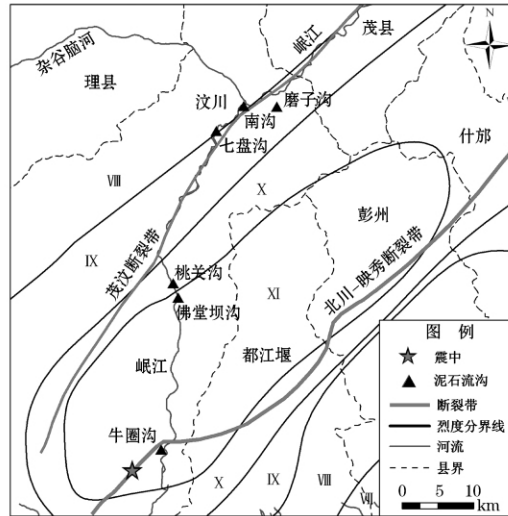 岷江
茂县
N
杂谷脑河
理县
汶川
磨子沟
南沟
七盘沟
什邡
Ⅷ
Ⅹ
彭州
Ⅸ
茂汶断裂带
桃关沟
佛堂坝沟
Ⅺ
北川-映秀断裂带
岷江
都江堰
牛圈沟
Ⅹ
Ⅸ
Ⅷ
Ⅶ
图 例
震中
泥石流沟
断裂带
烈度分界线
河流
县界
0 5 10
km